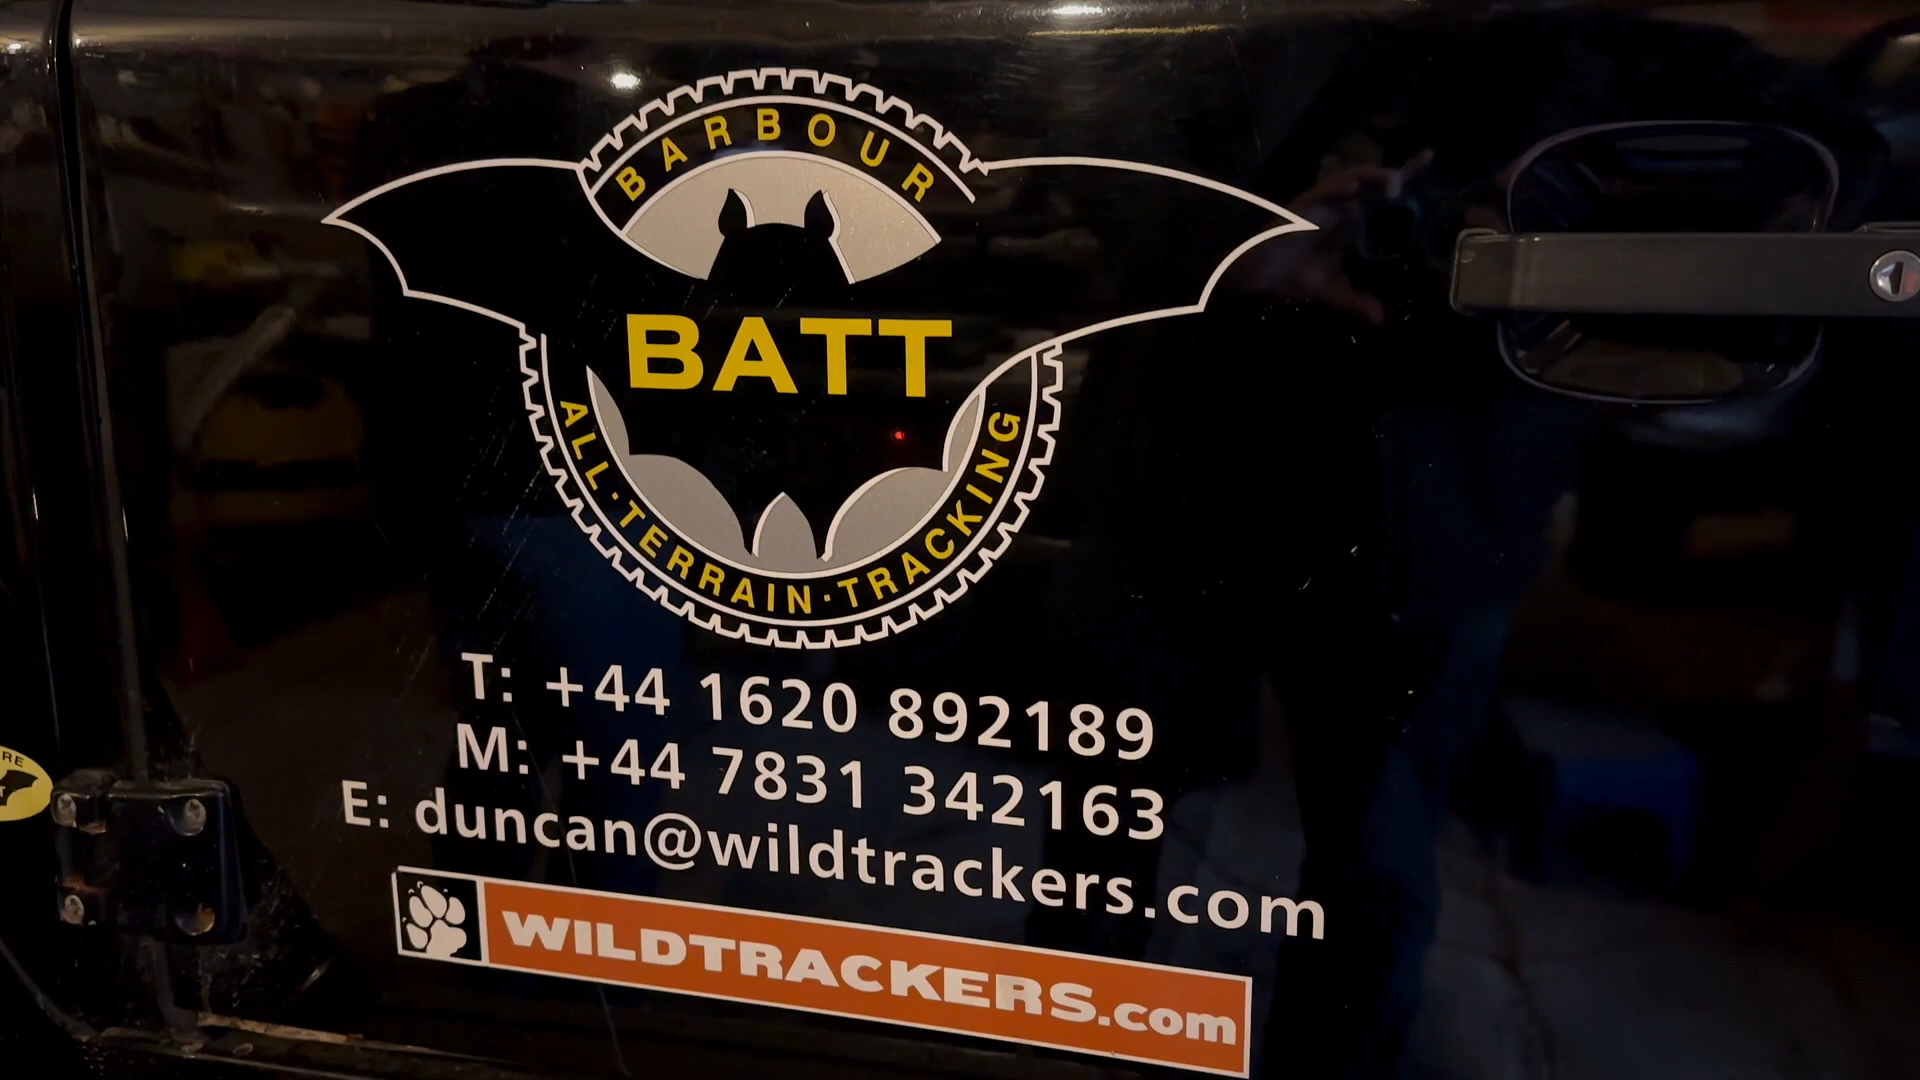 BARBOUR
BATT
ALL·TERRAIN·TRACKING
T: +44 1620 892189
M: +44 7831 342163
E: duncan@wildtrackers.com
WILDTRACKERS.com